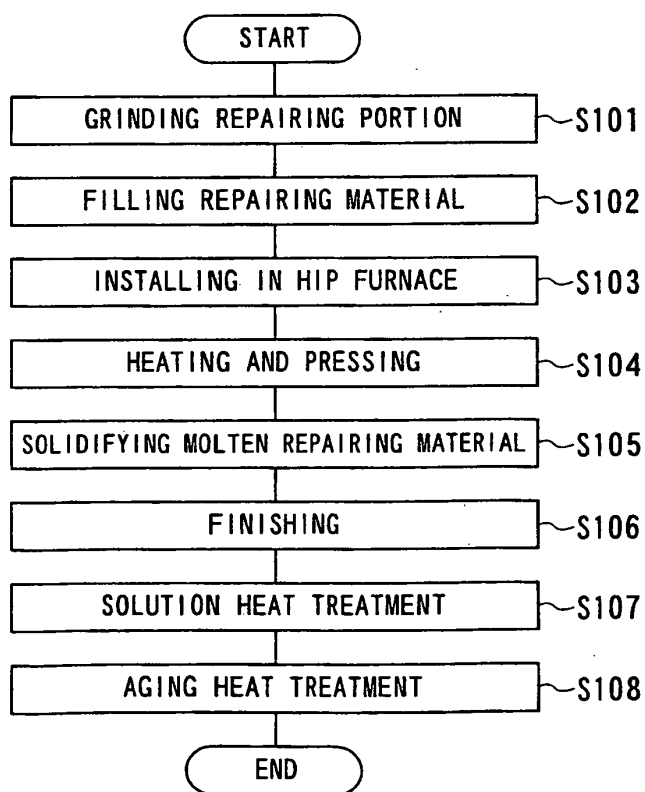 START
GRINDING REPAIRING PORTION S101
FILLING REPAIRING MATERIAL S102
INSTALLING IN HIP FURNACE S103
HEATING AND PRESSING S104
SOLIDIFYING MOLTEN REPAIRING MATERIAL S105
FINISHING S106
SOLUTION HEAT TREATMENT S107
AGING HEAT TREATMENT S108
END